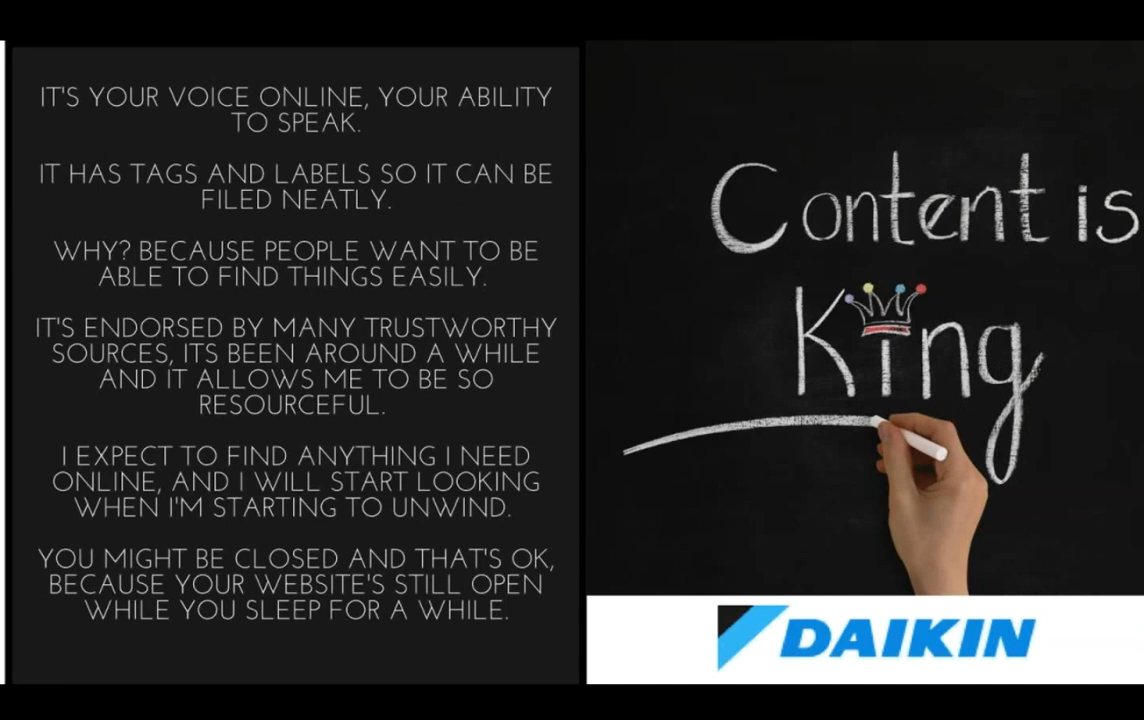 IT'S YOUR VOICE ONLINE, YOUR ABILITY
TO SPEAK.
IT HAS TAGS AND LABELS SO IT CAN BE
FILED NEATLY.
WHY? BECAUSE PEOPLE WANT TO BE
ABLE TO FIND THINGS EASILY.
IT'S ENDORSED BY MANY TRUSTWORTHY
SOURCES, ITS BEEN AROUND A WHILE
AND IT ALLOWS ME TO BE SO
RESOURCEFUL.
I EXPECT TO FIND ANYTHING I NEED
ONLINE, AND I WILL START LOOKING
WHEN I'M STARTING TO UNWIND.
YOU MIGHT BE CLOSED AND THAT'S OK,
BECAUSE YOUR WEBSITE'S STILL OPEN
WHILE YOU SLEEP FOR A WHILE.
Content is
King
DAIKIN